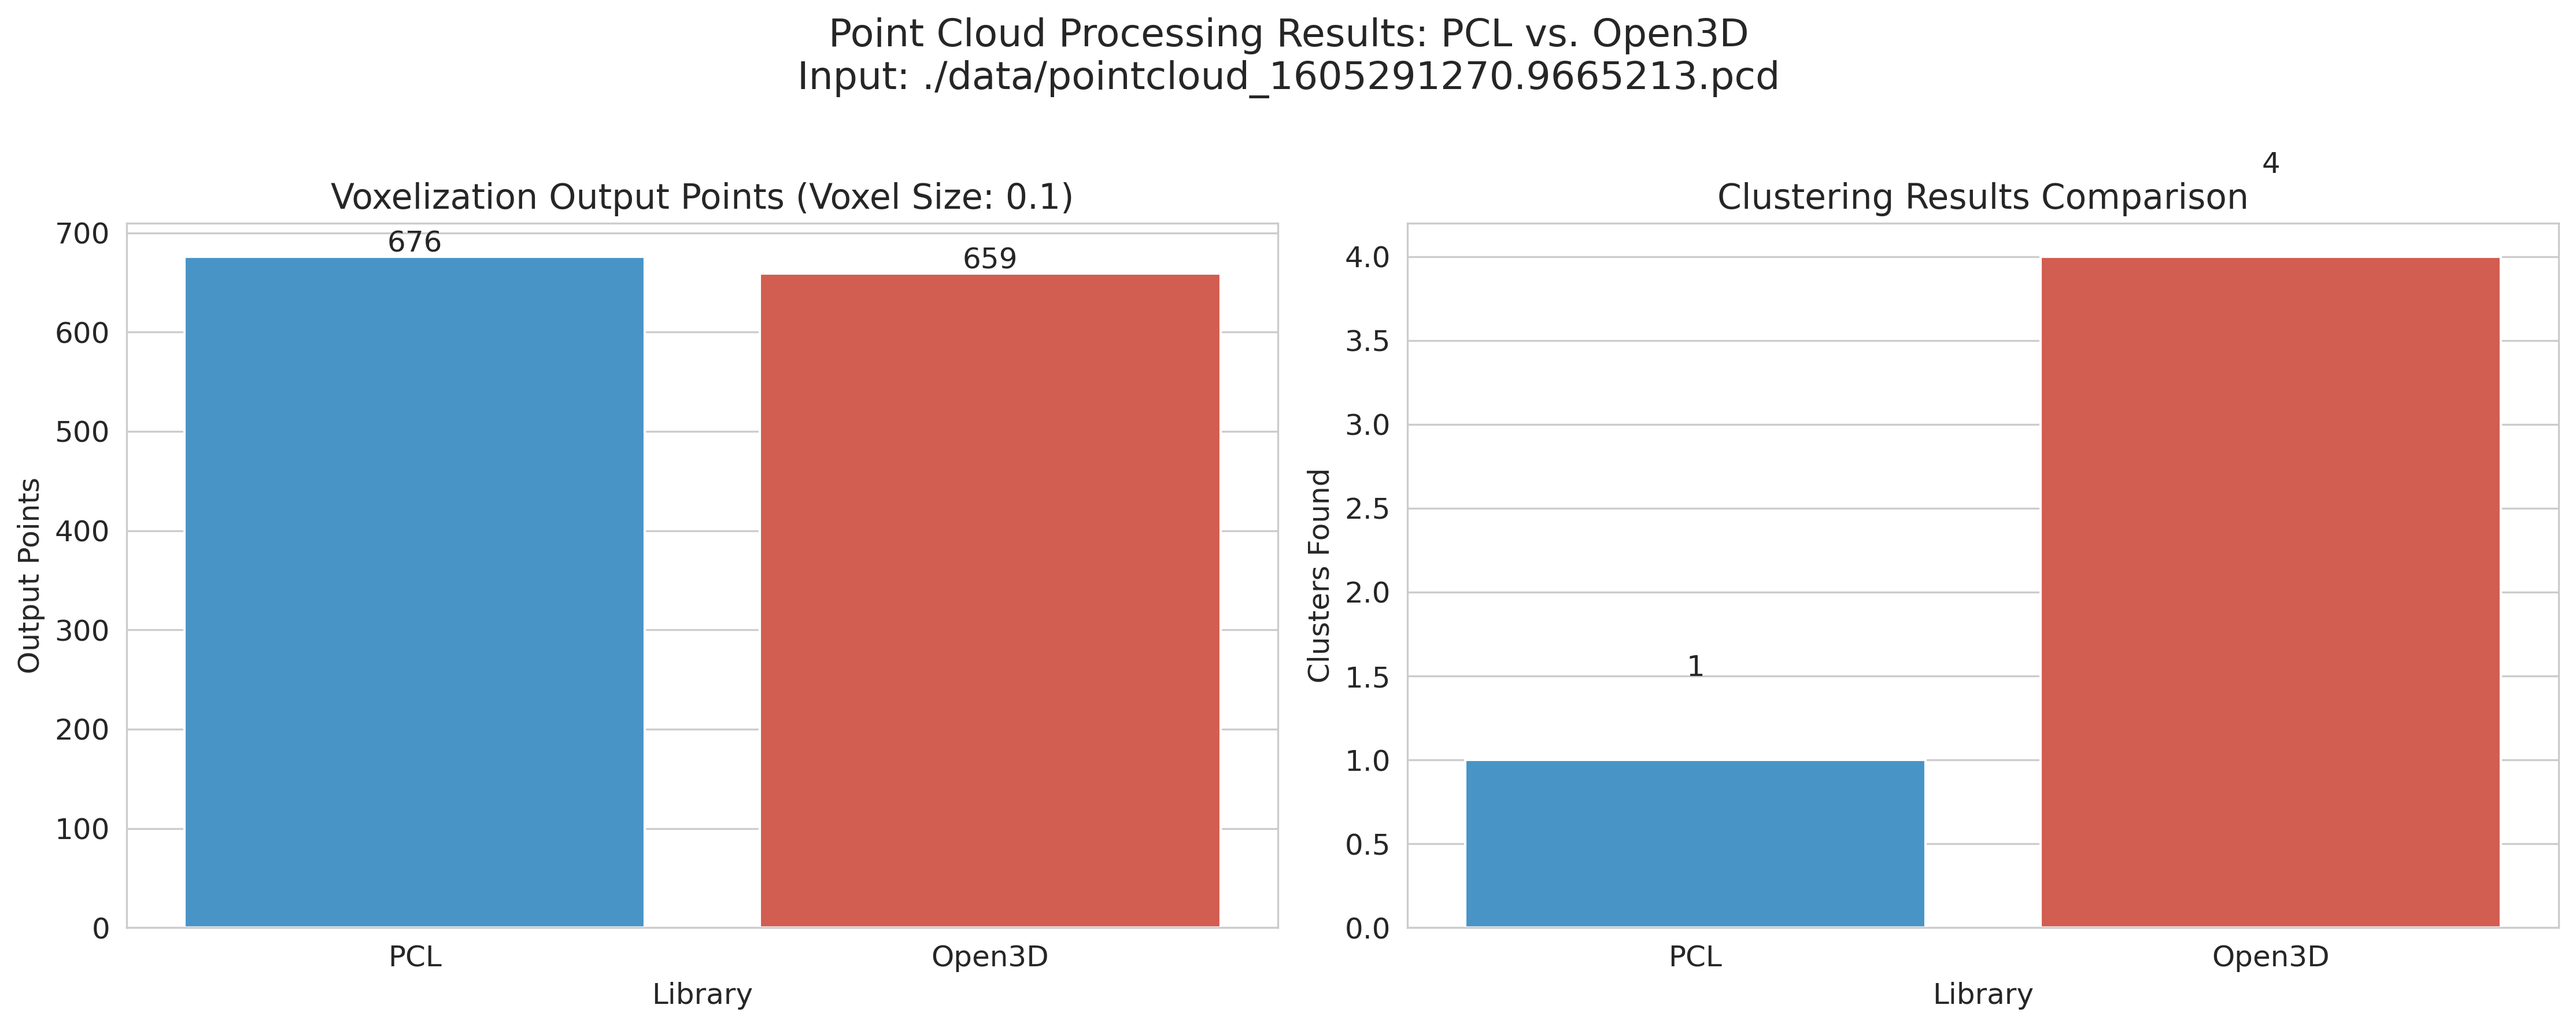 Point Cloud Processing Results: PCL vs. Open3D
Input: ./data/pointcloud_1605291270.9665213.pcd
Voxelization Output Points (Voxel Size: 0.1)
700
600
500
400
300
200
100
0
Output Points
676
659
PCL
Open3D
Library
Clustering Results Comparison
4.0
3.5
3.0
2.5
2.0
1.5
1.0
0.5
0.0
Clusters Found
1
4
PCL
Open3D
Library